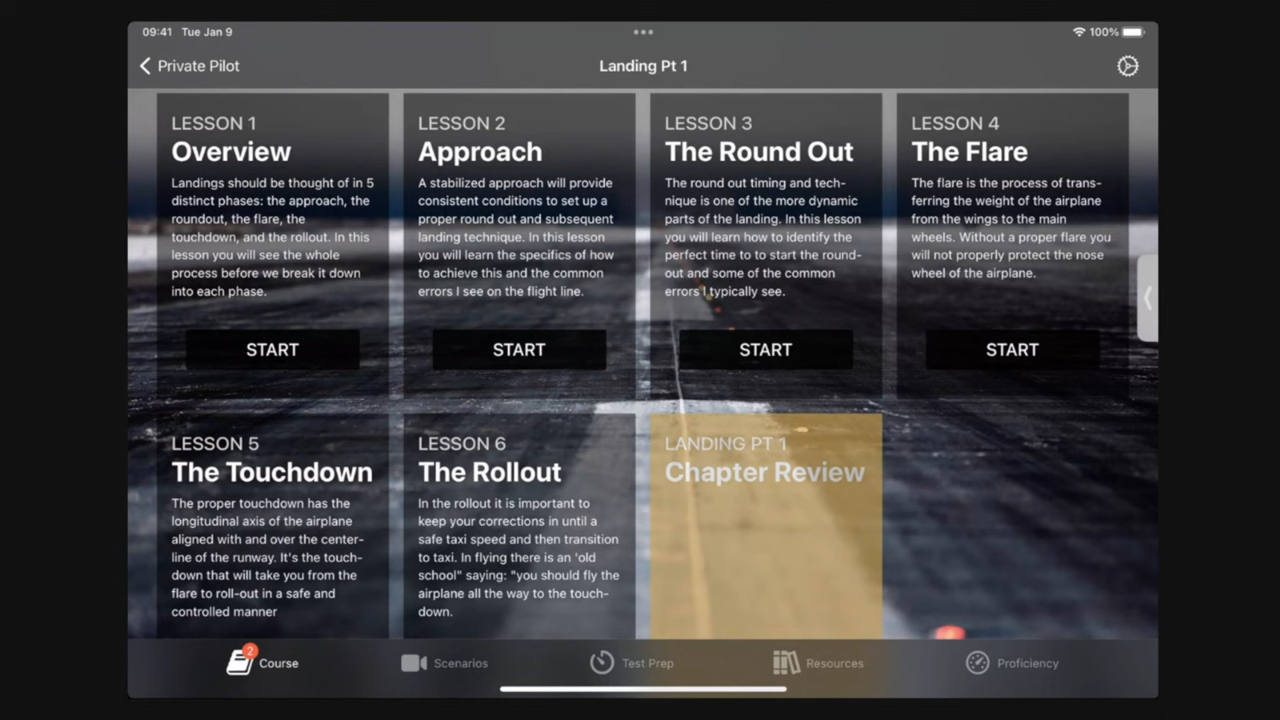 09:41 Tue Jan 9
100%
Private Pilot
Landing Pt 1
LESSON 1
Overview
Landings should be thought of in 5
distinct phases: the approach, the
roundout, the flare, the
touchdown, and the rollout. In this
lesson you will see the whole
process before we break it down
into each phase.
START
LESSON 2
Approach
A stabilized approach will provide
consistent conditions to set up a
proper round out and subsequent
landing technique. In this lesson
you will learn the specifics of how
to achieve this and the common
errors I see on the flight line.
START
LESSON 3
The Round Out
The round out timing and tech-
nique is one of the more dynamic
parts of the landing. In this lesson
you will learn how to identify the
perfect time to to start the round-
out and some of the common
errors I typically see.
START
LESSON 4
The Flare
The flare is the process of trans-
ferring the weight of the airplane
from the wings to the main
wheels. Without a proper flare you
will not properly protect the nose
wheel of the airplane.
START
LESSON 5
The Touchdown
The proper touchdown has the
longitudinal axis of the airplane
aligned with and over the center-
line of the runway. It's the touch-
down that will take you from the
flare to roll-out in a safe and
controlled manner
LESSON 6
The Rollout
In the rollout it is important to
keep your corrections in until a
safe taxi speed and then transition
to taxi. In flying there is an 'old
school" saying: "you should fly the
airplane all the way to the touch-
down.
LANDING PT 1
Chapter Review
2
Course
Scenarios
Test Prep
Resources
Proficiency